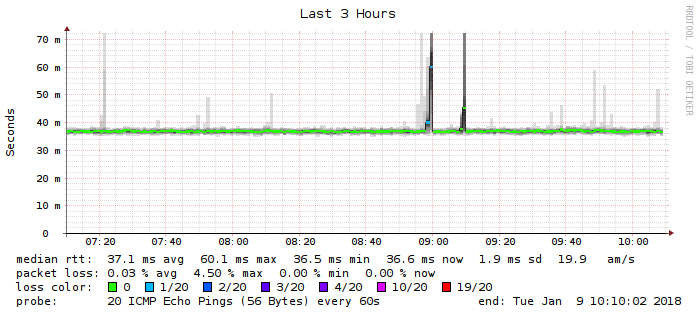 Last 3 Hours
RRDTOOL / TOBI OETIKER
Seconds
70 m
60 m
50 m
40 m
30 m
20 m
10 m
0
07:20 07:40 08:00 08:20 08:40 09:00 09:20 09:40 10:00
median rtt: 37.1 ms avg 60.1 ms max 36.5 ms min 36.6 ms now 1.9 ms sd 19.9 am/s
packet loss: 0.03 % avg 4.50 % max 0.00 % min 0.00 % now
loss color: 0 1/20 2/20 3/20 4/20 10/20 19/20
probe: 20 ICMP Echo Pings (56 Bytes) every 60s end: Tue Jan 9 10:10:02 2018